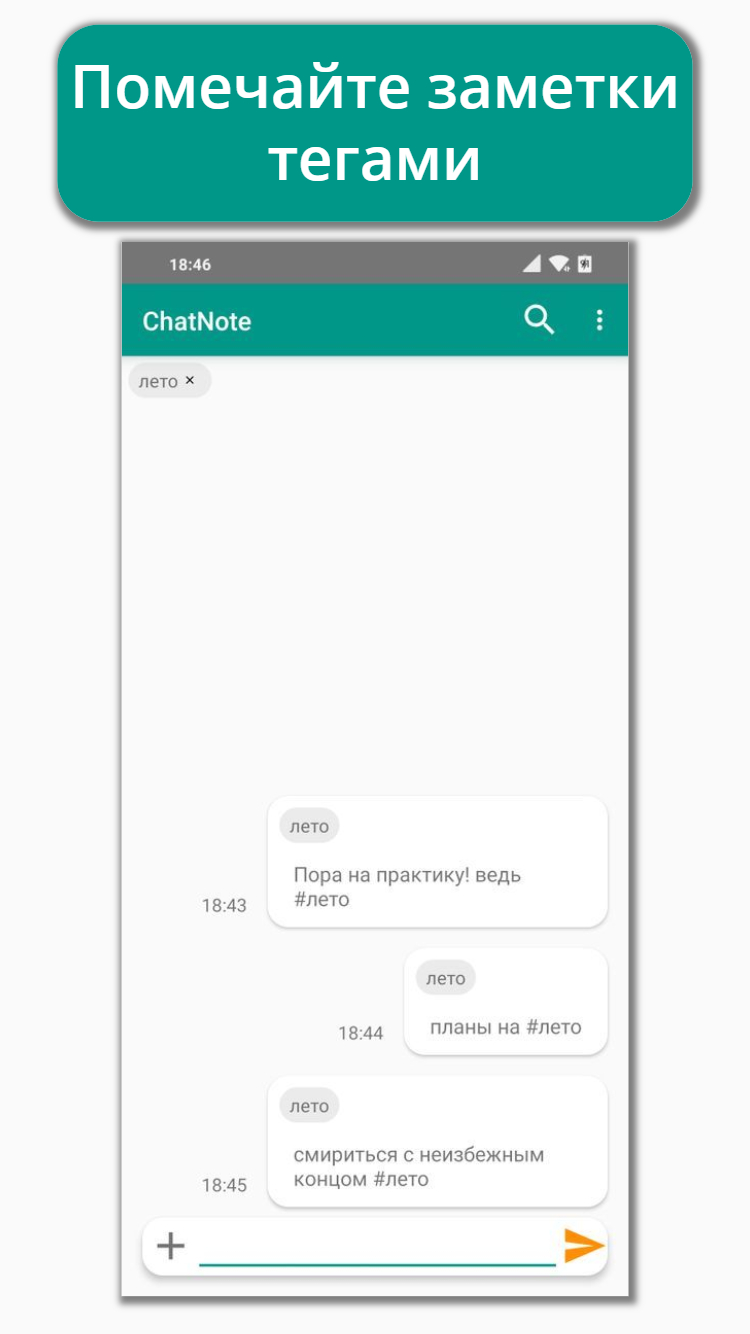 Помечайте заметки
тегами
18:46
ChatNote
лето ×
лето
Пора на практику! ведь
#лето
18:43
лето
планы на #лето
18:44
лето
смириться с неизбежным
концом #лето
18:45